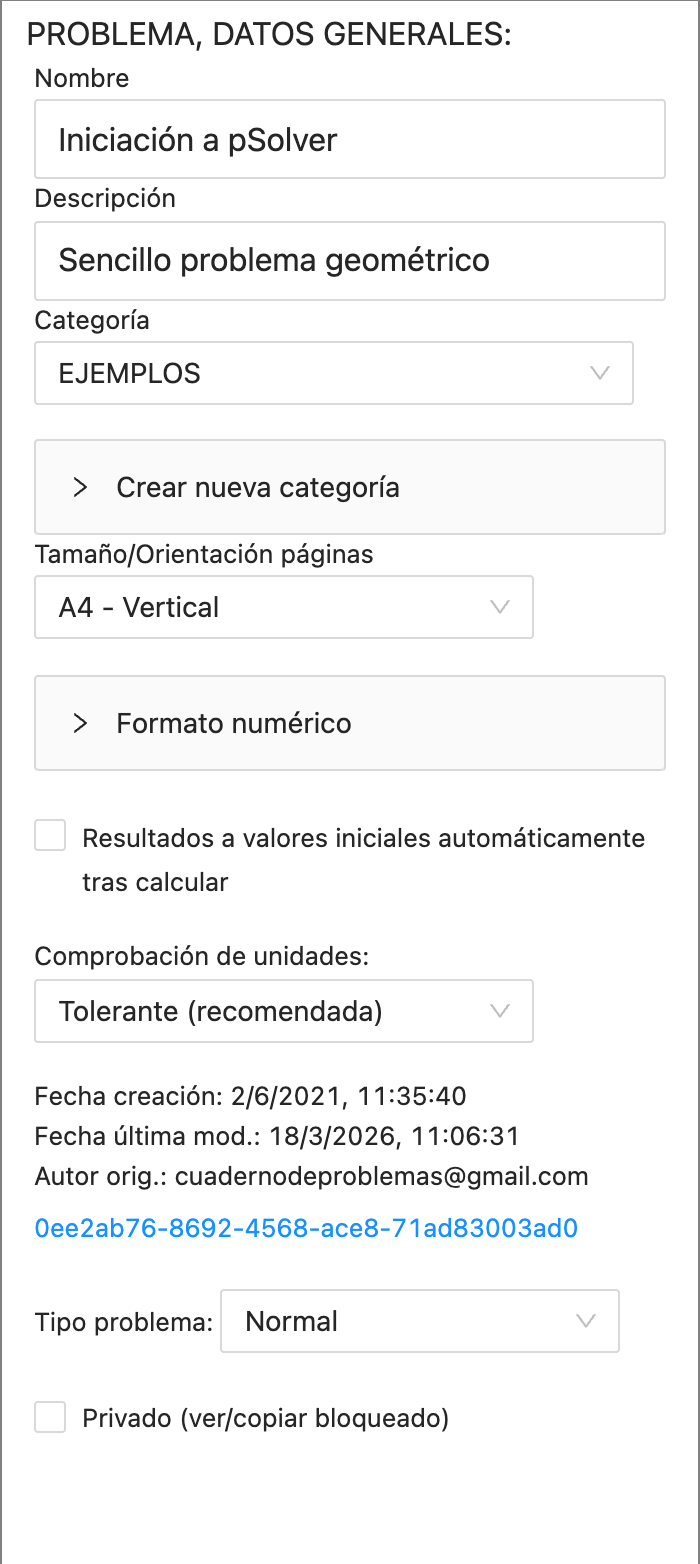 PROBLEMA, DATOS GENERALES:
Nombre
Iniciación a pSolver
Descripción
Sencillo problema geométrico
Categoría
EJEMPLOS
Crear nueva categoría
Tamaño/Orientación páginas
A4 - Vertical
Formato numérico
Resultados a valores iniciales automáticamente
tras calcular
Comprobación de unidades:
Tolerante (recomendada)
Fecha creación: 2/6/2021, 11:35:40
Fecha última mod.: 18/3/2026, 11:06:31
Autor orig.: cuadernodeproblemas@gmail.com
0ee2ab76-8692-4568-ace8-71ad83003ad0
Tipo problema: Normal
Privado (ver/copiar bloqueado)